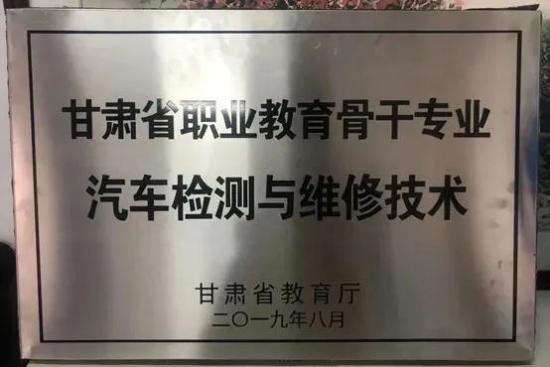 甘肃省职业教育骨干专业
汽车检测与维修技术
甘肃省教育厅
二〇一九年八月